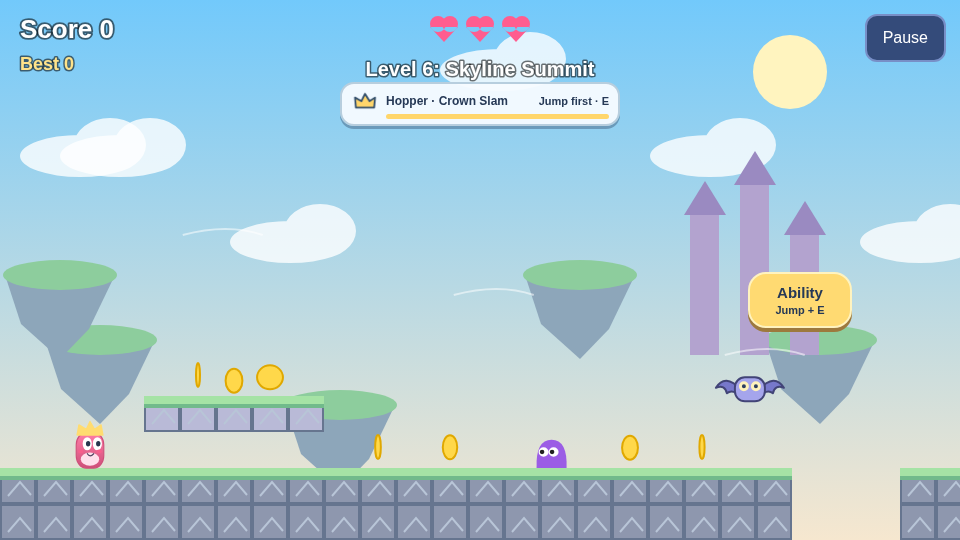 Score 0
Best 0
Pause
Level 6: Skyline Summit
Hopper · Crown Slam
Jump first · E
Ability
Jump + E